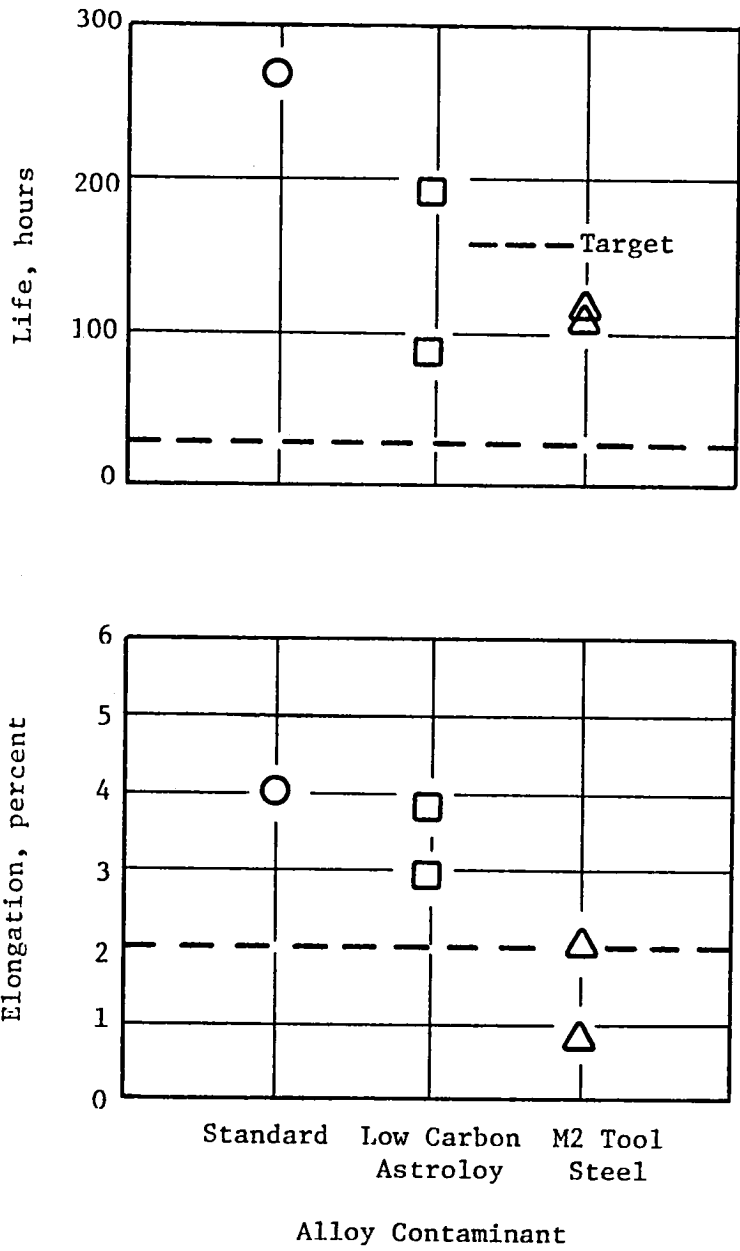 300
200
100
0
Life, hours
Target
6
5
4
3
2
1
0
Elongation, percent
Standard
Low Carbon
Astroloy
M2 Tool
Steel
Alloy Contaminant